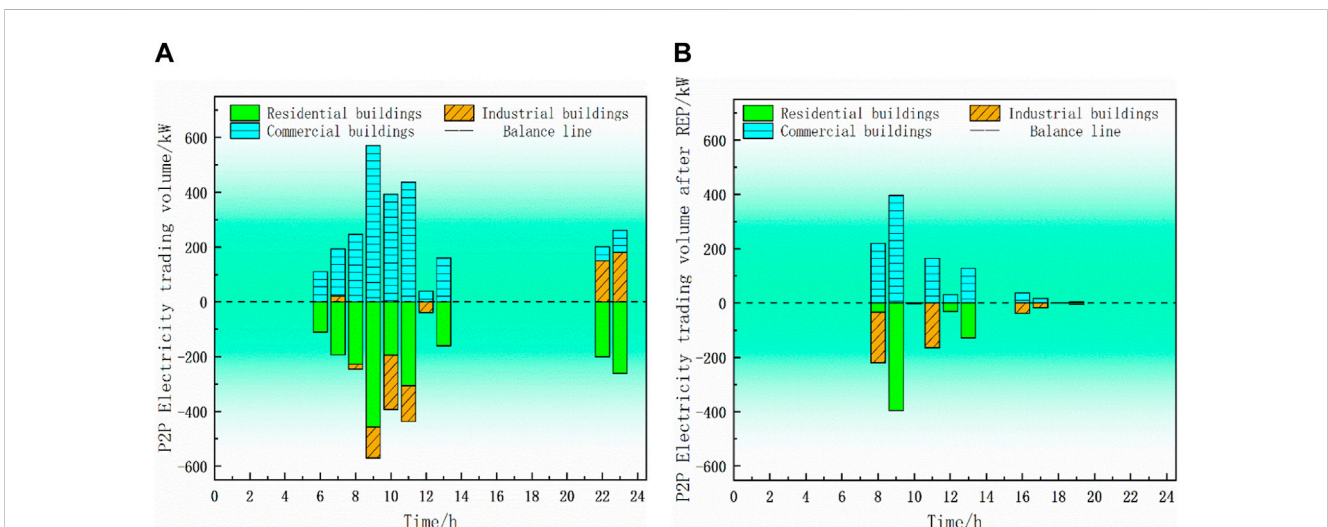 A
P2P Electricity trading volume/kW
Residential buildings Industrial buildings
Commercial buildings Balance line
600
400
200
0
-200
-400
-600
0 2 4 6 8 10 12 14 16 18 20 22 24
Time/h
B
P2P Electricity trading volume after REP/kW
Residential buildings Industrial buildings
Commercial buildings Balance line
600
400
200
0
-200
-400
-600
0 2 4 6 8 10 12 14 16 18 20 22 24
Time/h